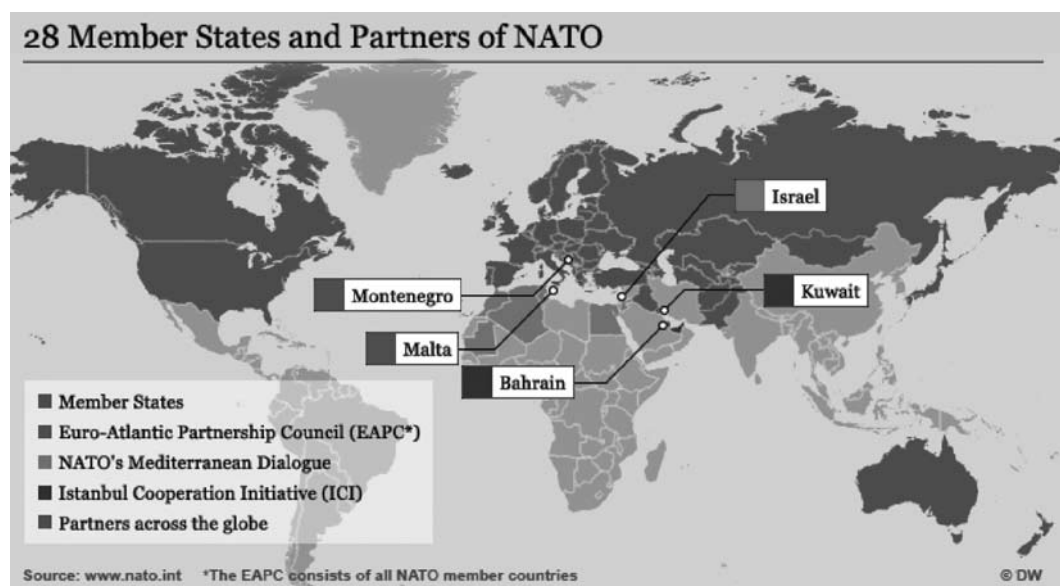 28 Member States and Partners of NATO
Israel
Montenegro
Kuwait
Malta
Bahrain
Member States
Euro-Atlantic Partnership Council (EAPC*)
NATO's Mediterranean Dialogue
Istanbul Cooperation Initiative (ICI)
Partners across the globe
Source: www.nato.int *The EAPC consists of all NATO member countries
© DW